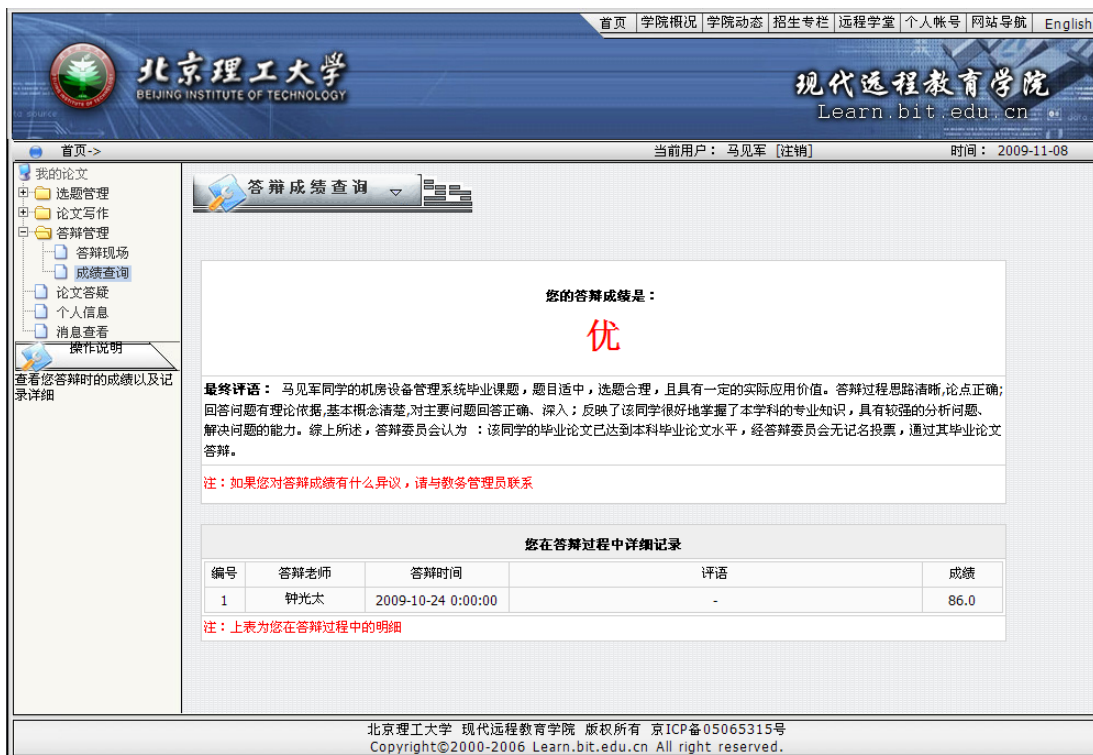 首页 学院概况 学院动态 招生专栏 远程学堂 个人帐号 网站导航 English
北京理工大学
BEIJING INSTITUTE OF TECHNOLOGY
现代远程教育学院
Learn.bit.edu.cn
首页-> 当前用户： 马见军 [注销] 时间： 2009-11-08
我的论文
选题管理
论文写作
答辩管理
答辩现场
成绩查询
论文答疑
个人信息
消息查看
操作说明
查看您答辩时的成绩以及记
录详细
答辩成绩查询
您的答辩成绩是：
优
最终评语： 马见军同学的机房设备管理系统毕业课题，题目适中，选题合理，且具有一定的实际应用价值。答辩过程思路清晰,论点正确;
回答问题有理论依据,基本概念清楚,对主要问题回答正确、深入；反映了该同学很好地掌握了本学科的专业知识，具有较强的分析问题、
解决问题的能力。综上所述，答辩委员会认为 ：该同学的毕业论文已达到本科毕业论文水平，经答辩委员会无记名投票，通过其毕业论文
答辩。
注：如果您对答辩成绩有什么异议，请与教务管理员联系
您在答辩过程中详细记录
编号 答辩老师 答辩时间 评语 成绩
1 钟光太 2009-10-24 0:00:00 - 86.0
注：上表为您在答辩过程中的明细
北京理工大学 现代远程教育学院 版权所有 京ICP备05065315号
Copyright©2000-2006 Learn.bit.edu.cn All right reserved.